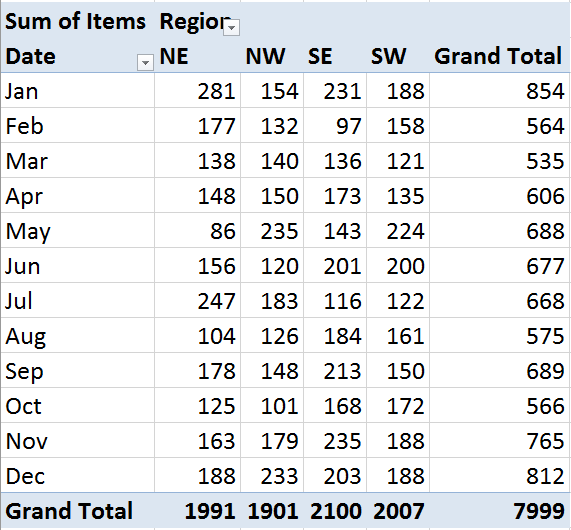 Sum of Items Region
Date NE NW SE SW Grand Total
Jan 281 154 231 188 854
Feb 177 132 97 158 564
Mar 138 140 136 121 535
Apr 148 150 173 135 606
May 86 235 143 224 688
Jun 156 120 201 200 677
Jul 247 183 116 122 668
Aug 104 126 184 161 575
Sep 178 148 213 150 689
Oct 125 101 168 172 566
Nov 163 179 235 188 765
Dec 188 233 203 188 812
Grand Total 1991 1901 2100 2007 7999